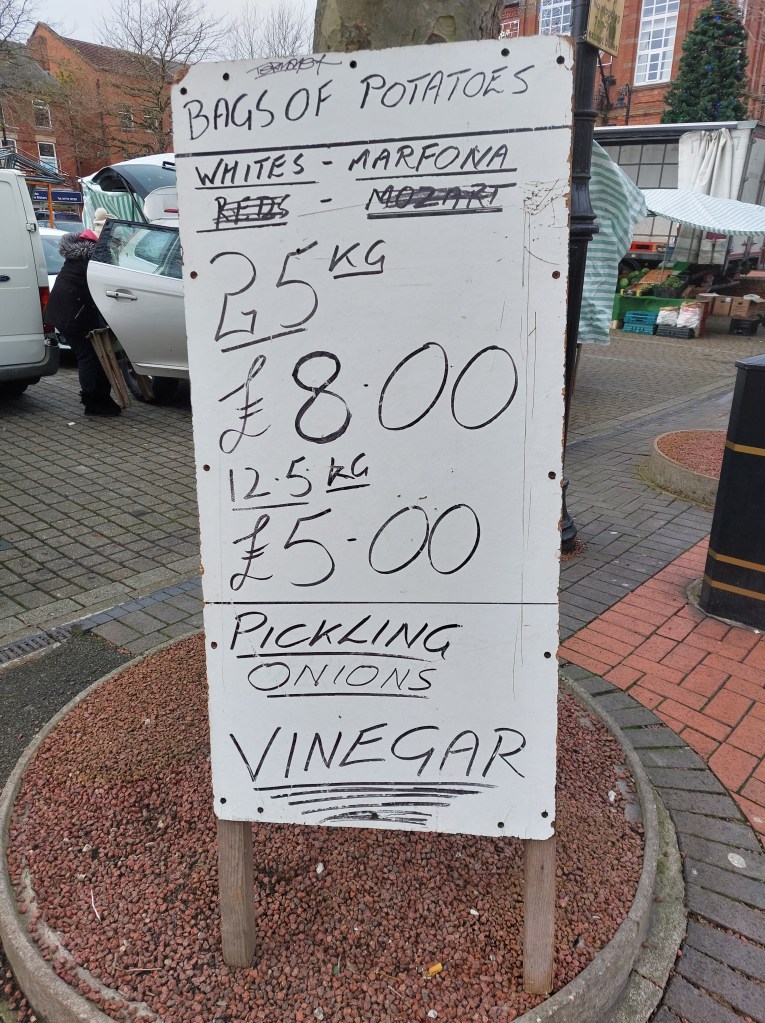 BAGS OF POTATOES
WHITES - MARFONA
REDS - MOZART
25 KG
£8.00
12.5 KG
£5.00
PICKLING
ONIONS
VINEGAR